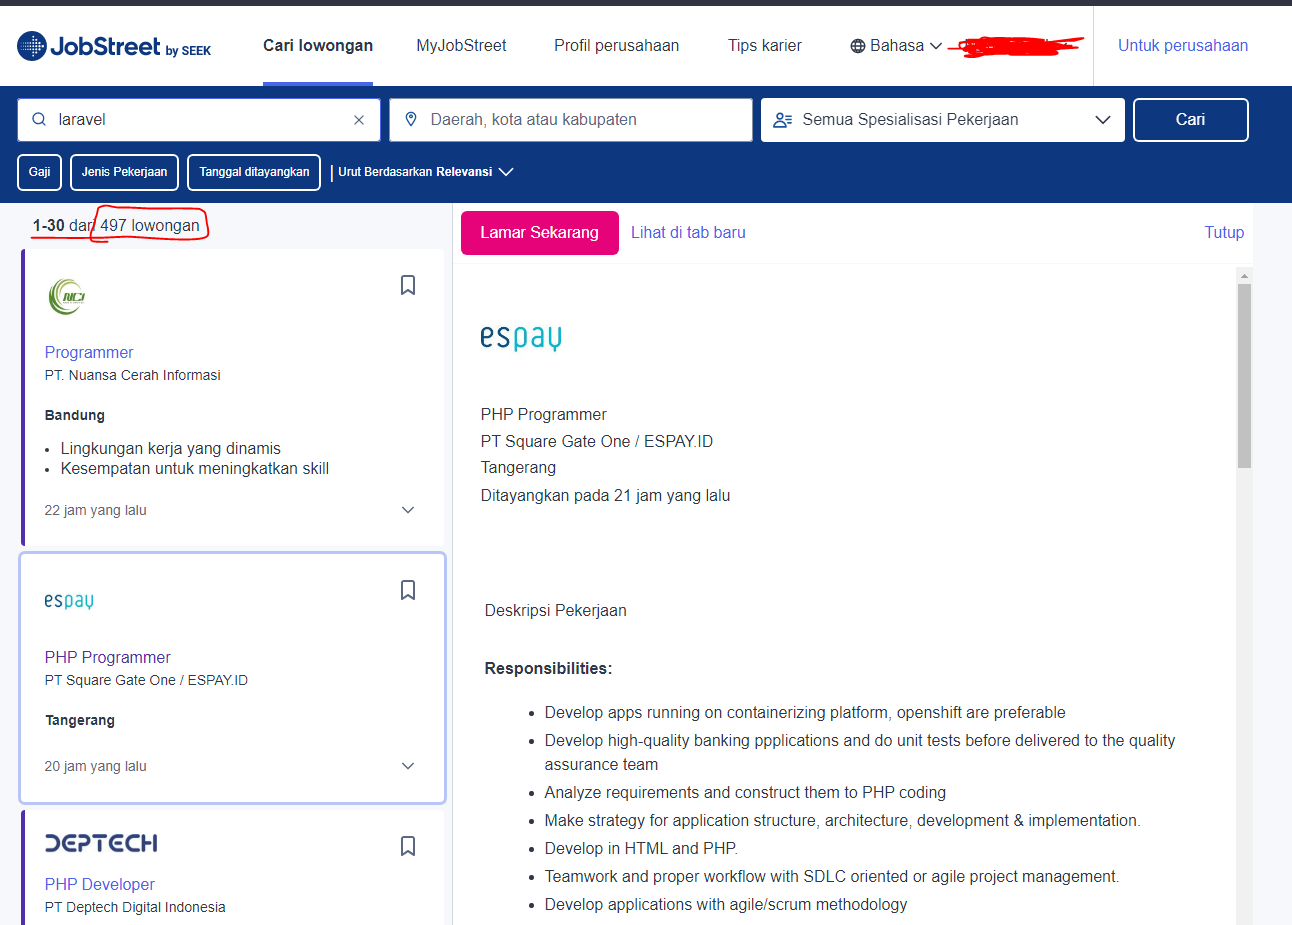 JobStreet by SEEK
Cari lowongan
MyJobStreet
Profil perusahaan
Tips karier
Bahasa
Untuk perusahaan
laravel
Daerah, kota atau kabupaten
Semua Spesialisasi Pekerjaan
Cari
Gaji
Jenis Pekerjaan
Tanggal ditayangkan
Urut Berdasarkan Relevansi
1-30 dari 497 lowongan
NCI
Programmer
PT. Nuansa Cerah Informasi
Bandung
Lingkungan kerja yang dinamis
Kesempatan untuk meningkatkan skill
22 jam yang lalu
espay
PHP Programmer
PT Square Gate One / ESPAY.ID
Tangerang
20 jam yang lalu
DEPTECH
PHP Developer
PT Deptech Digital Indonesia
Lamar Sekarang
Lihat di tab baru
Tutup
espay
PHP Programmer
PT Square Gate One / ESPAY.ID
Tangerang
Ditayangkan pada 21 jam yang lalu
Deskripsi Pekerjaan
Responsibilities:
Develop apps running on containerizing platform, openshift are preferable
Develop high-quality banking ppplications and do unit tests before delivered to the quality
assurance team
Analyze requirements and construct them to PHP coding
Make strategy for application structure, architecture, development & implementation.
Develop in HTML and PHP.
Teamwork and proper workflow with SDLC oriented or agile project management.
Develop applications with agile/scrum methodology